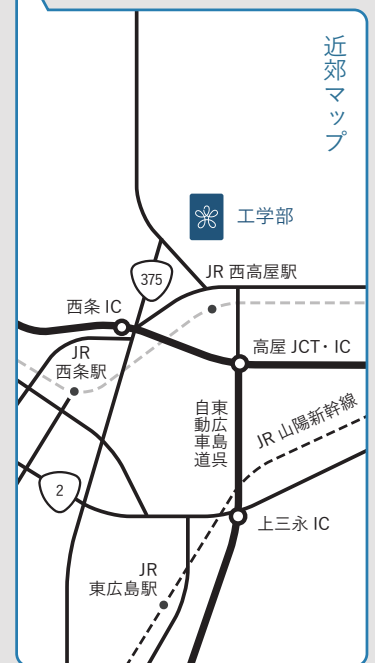 近郊マップ
工学部
375
JR 西高屋駅
西条 IC
JR
西条駅
高屋 JCT・IC
東広島呉
自動車道
JR 山陽新幹線
2
上三永 IC
JR
東広島駅